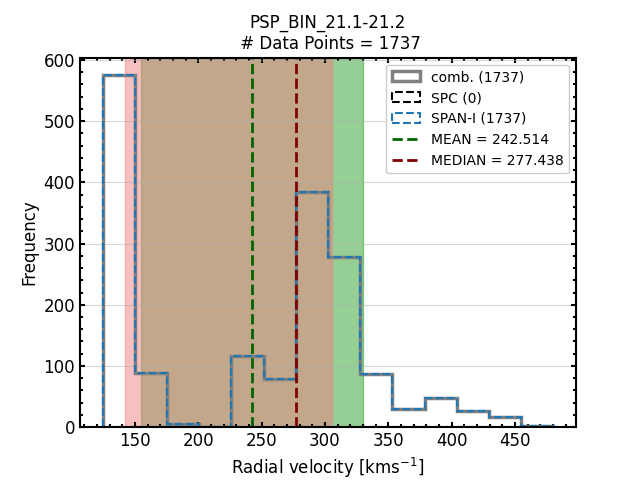 PSP_BIN_21.1-21.2
# Data Points = 1737
600
500
400
300
200
100
0
Frequency
comb. (1737)
SPC (0)
SPAN-I (1737)
MEAN = 242.514
MEDIAN = 277.438
150 200 250 300 350 400 450
Radial velocity [kms⁻¹]